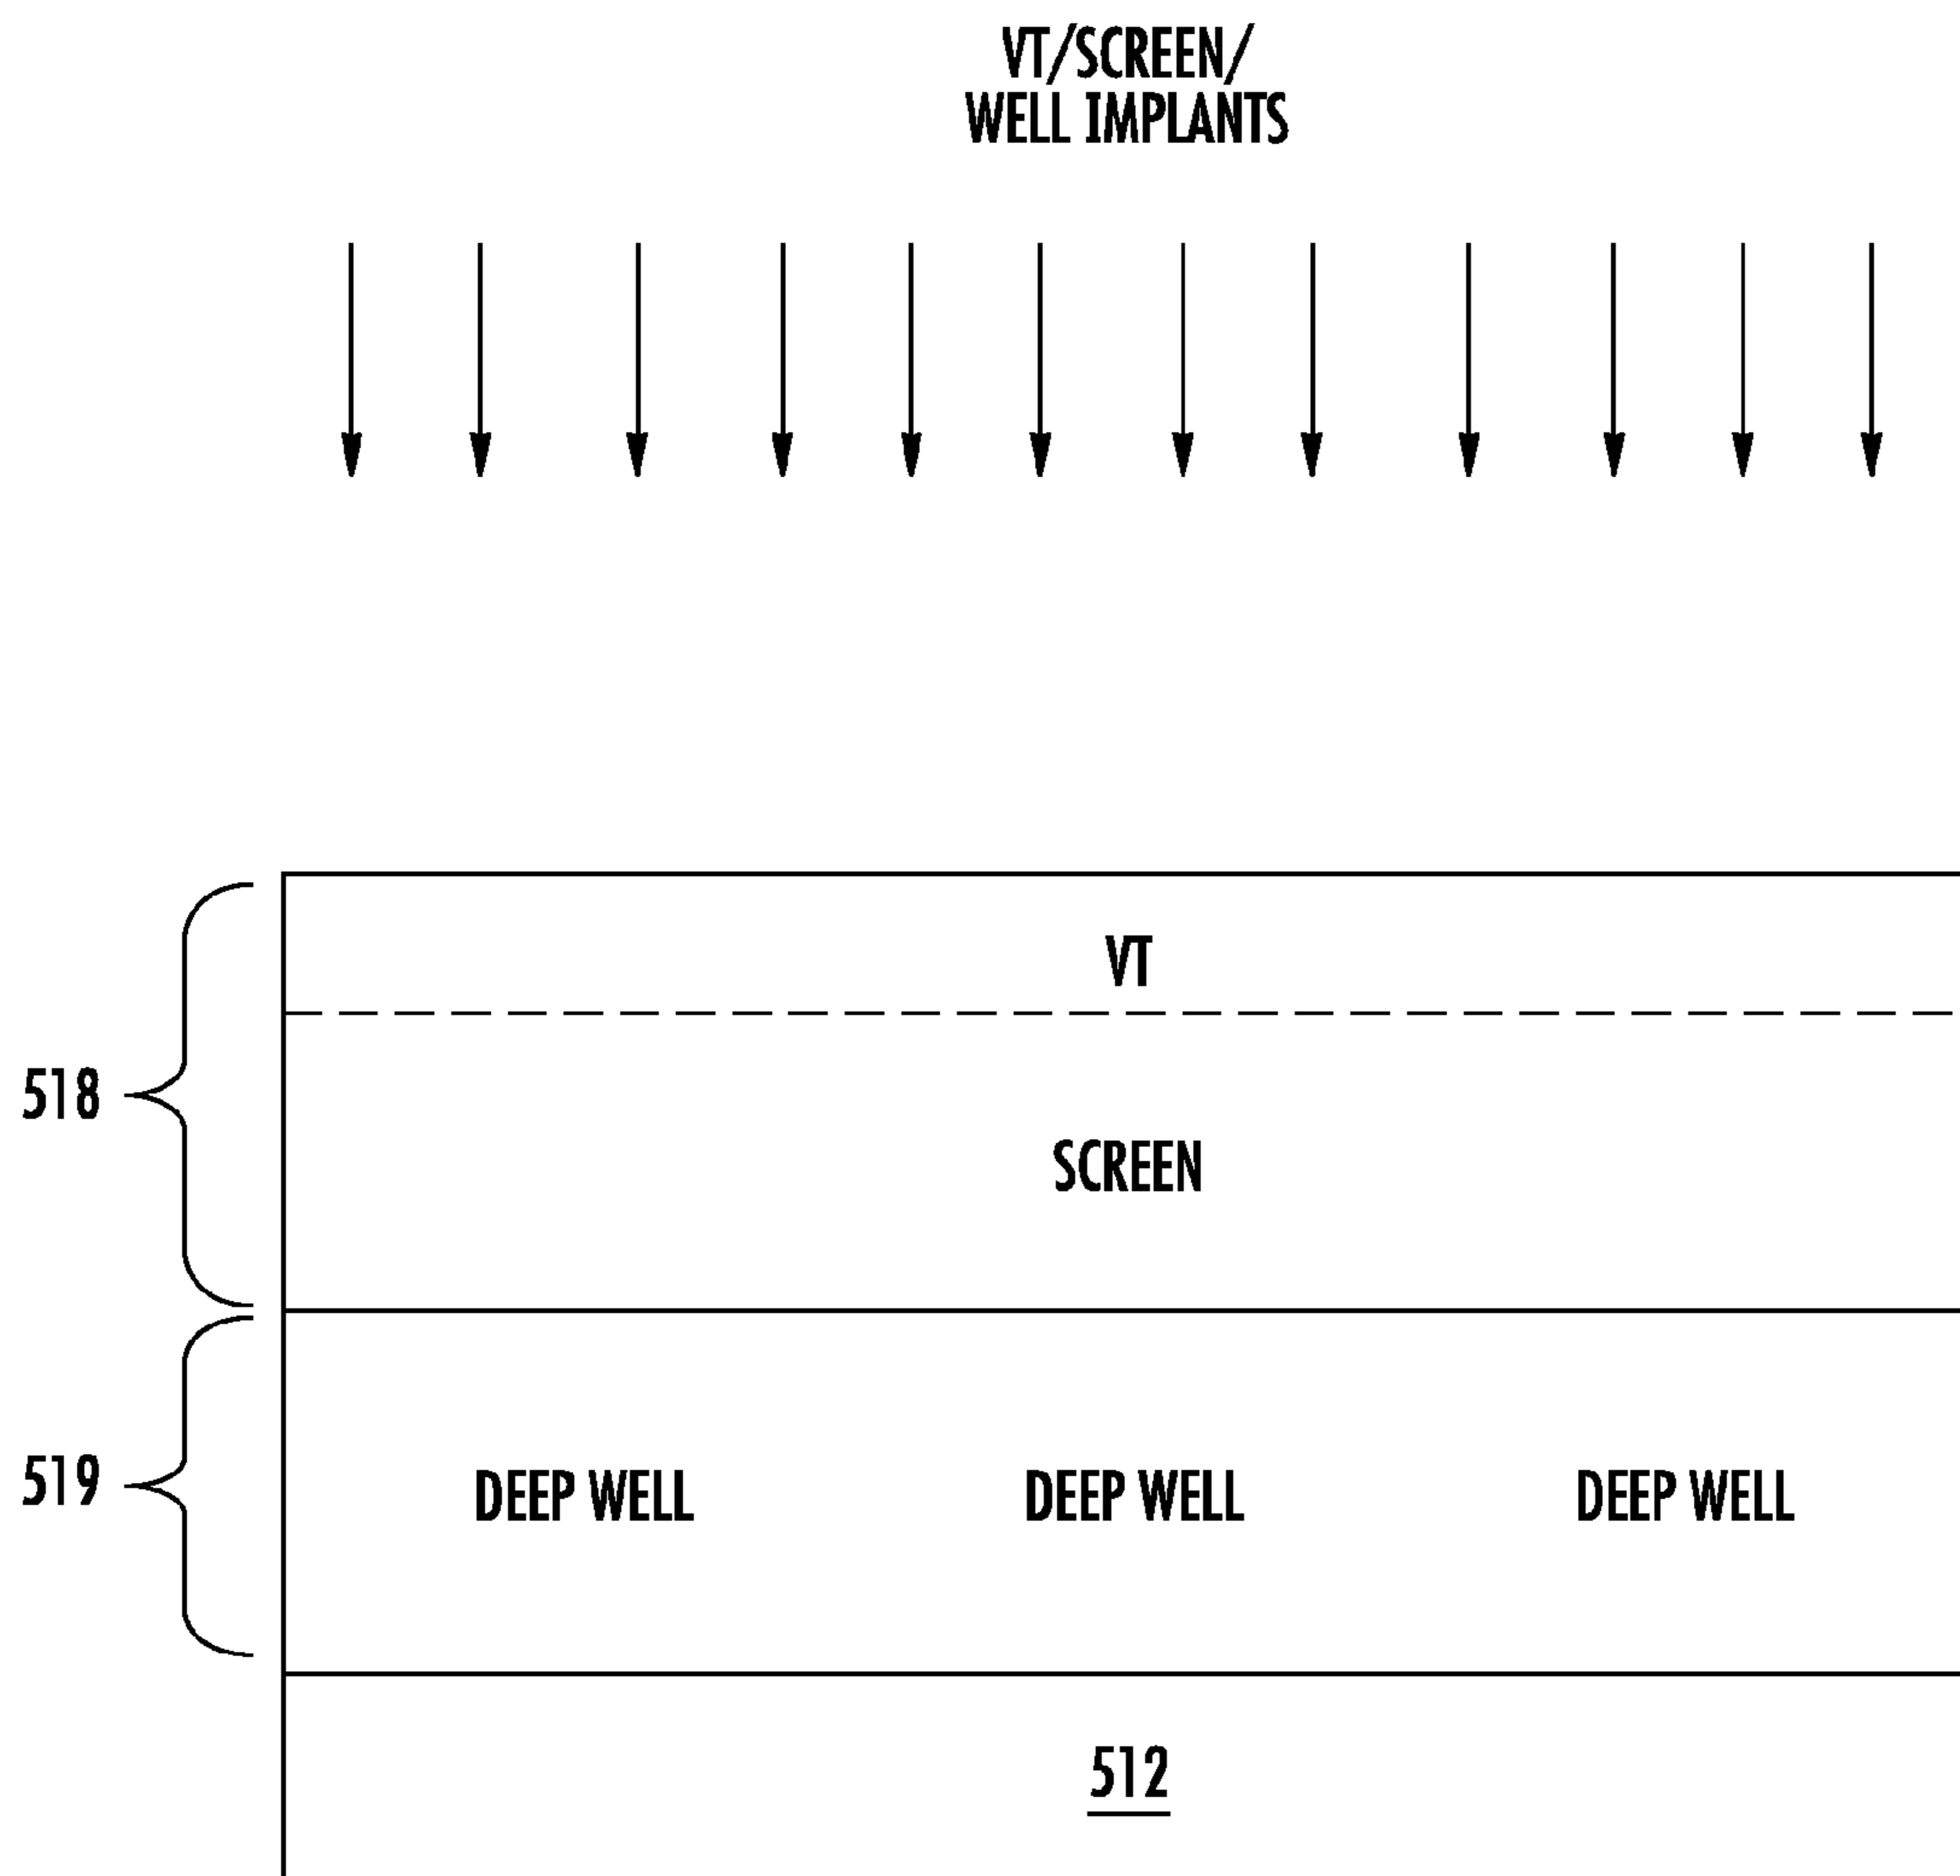 VT/SCREEN/
WELL IMPLANTS
VT
518
SCREEN
519
DEEP WELL DEEP WELL DEEP WELL
512